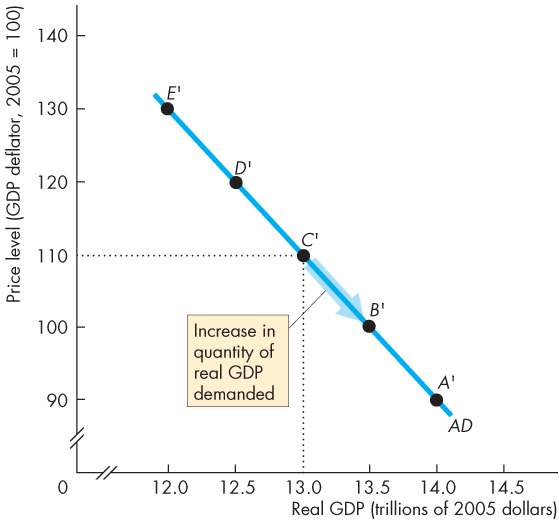 Price level (GDP deflator, 2005 = 100)
140
130
120
110
100
90
0
E'
D'
C'
B'
A'
AD
Increase in
quantity of
real GDP
demanded
12.0 12.5 13.0 13.5 14.0 14.5
Real GDP (trillions of 2005 dollars)